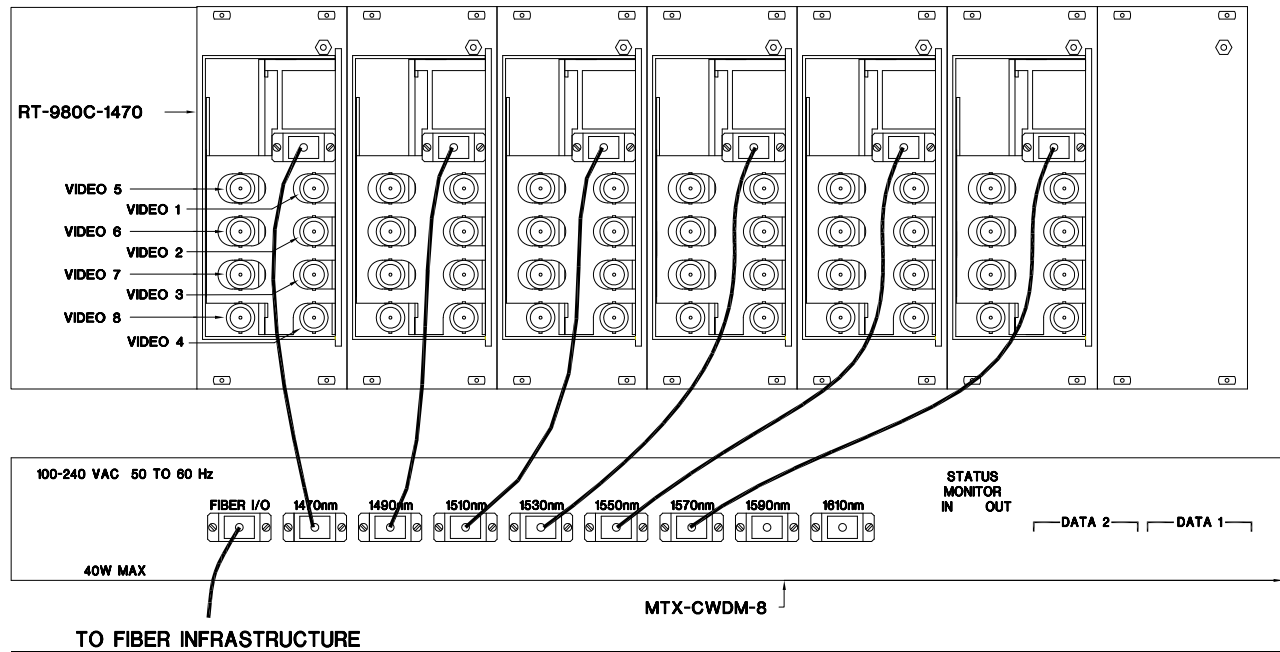 RT-980C-1470
VIDEO 5
VIDEO 1
VIDEO 6
VIDEO 2
VIDEO 7
VIDEO 3
VIDEO 8
VIDEO 4
100-240 VAC 50 TO 60 Hz
STATUS
MONITOR
IN OUT
FIBER I/O 1470nm 1490nm 1510nm 1530nm 1550nm 1570nm 1590nm 1610nm
DATA 2 DATA 1
40W MAX
MTX-CWDM-8
TO FIBER INFRASTRUCTURE